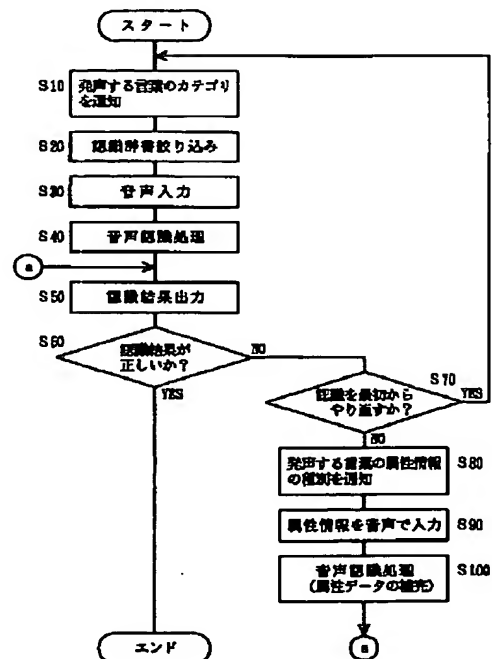 スタート
S10
発声する言葉のカテゴリ
を通知
S20
認識辞書絞り込み
S30
音声入力
S40
音声認識処理
a
S50
認識結果出力
S60
認識結果が
正しいか?
NO
YES
S70
認識を最初から
やり直すか?
YES
NO
発声する言葉の属性情報
の種別を通知
S80
属性情報を音声で入力
S90
音声認識処理
(属性データの補充)
S100
エンド
a